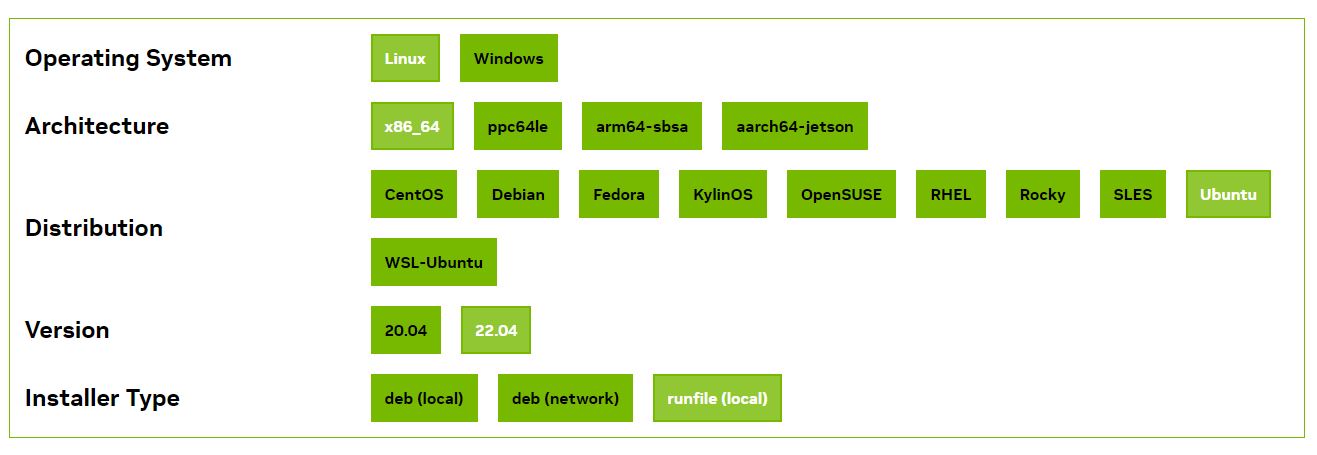 Operating System Linux Windows
Architecture x86_64 ppc64le arm64-sbsa aarch64-jetson
Distribution CentOS Debian Fedora KylinOS OpenSUSE RHEL Rocky SLES Ubuntu
WSL-Ubuntu
Version 20.04 22.04
Installer Type deb (local) deb (network) runfile (local)